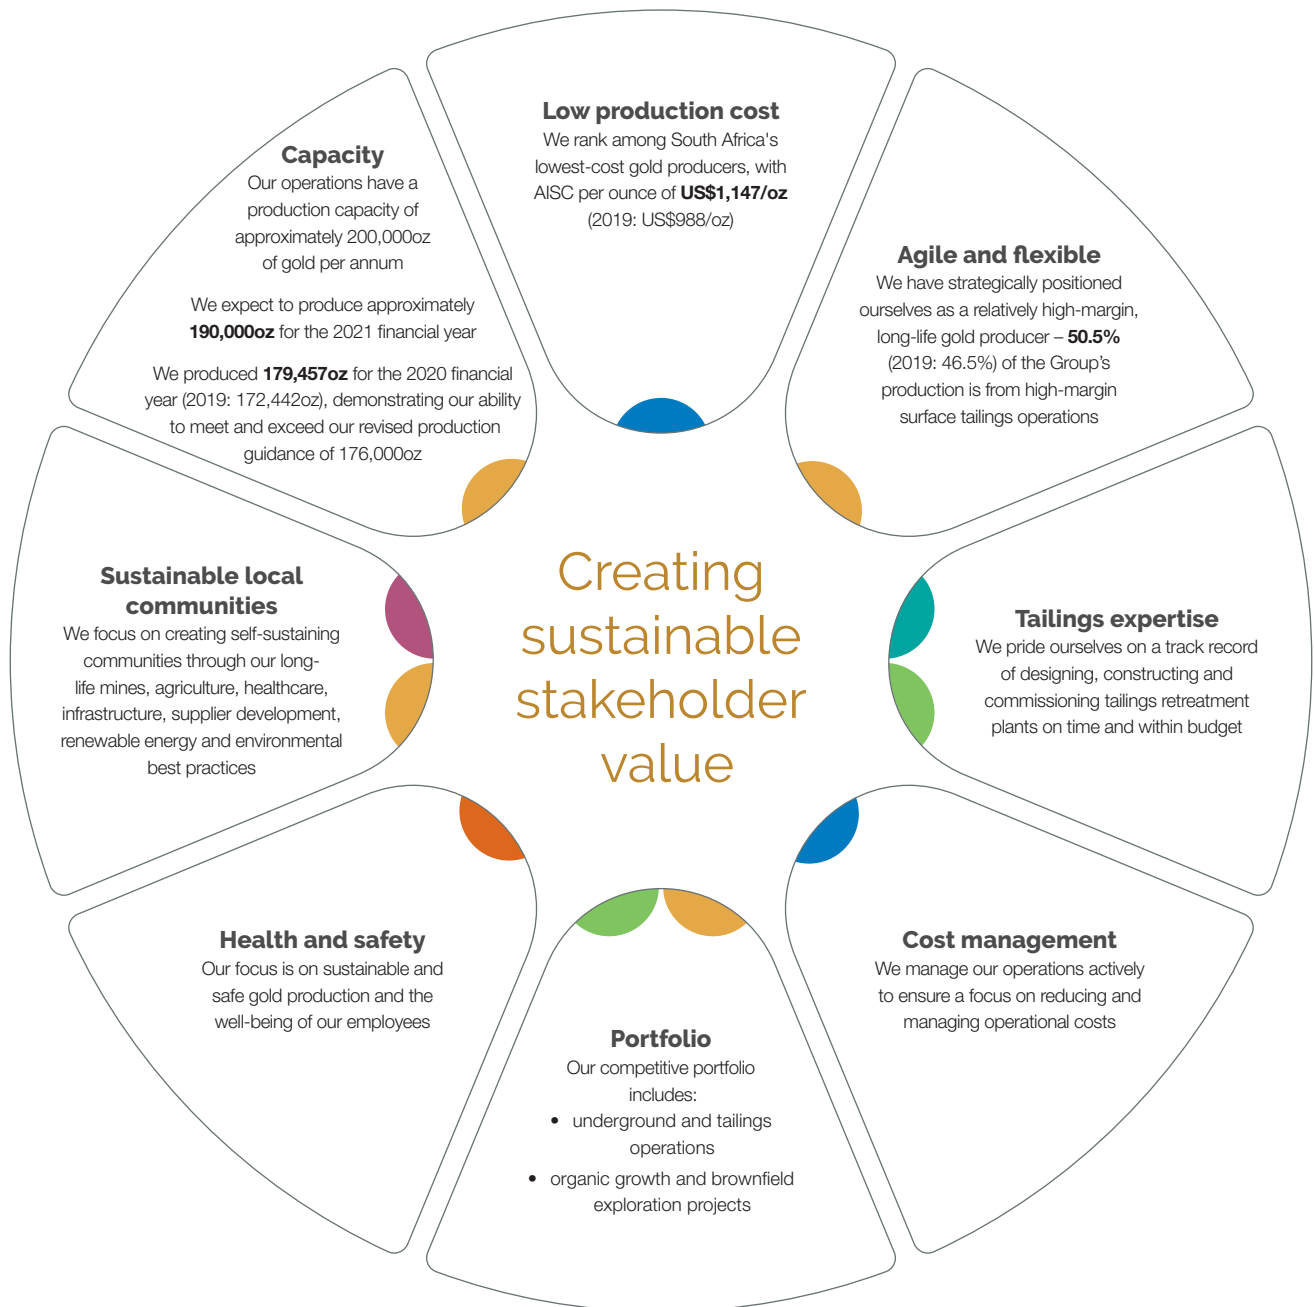 Low production cost
We rank among South Africa's
lowest-cost gold producers, with
AISC per ounce of US$1,147/oz
(2019: US$988/oz)
Agile and flexible
We have strategically positioned
ourselves as a relatively high-margin,
long-life gold producer – 50.5%
(2019: 46.5%) of the Group’s
production is from high-margin
surface tailings operations
Tailings expertise
We pride ourselves on a track record
of designing, constructing and
commissioning tailings retreatment
plants on time and within budget
Cost management
We manage our operations actively
to ensure a focus on reducing and
managing operational costs
Portfolio
Our competitive portfolio
includes:
• underground and tailings
operations
• organic growth and brownfield
exploration projects
Health and safety
Our focus is on sustainable and
safe gold production and the
well-being of our employees
Sustainable local
communities
We focus on creating self-sustaining
communities through our long-
life mines, agriculture, healthcare,
infrastructure, supplier development,
renewable energy and environmental
best practices
Capacity
Our operations have a
production capacity of
approximately 200,000oz
of gold per annum
We expect to produce approximately
190,000oz for the 2021 financial year
We produced 179,457oz for the 2020 financial
year (2019: 172,442oz), demonstrating our ability
to meet and exceed our revised production
guidance of 176,000oz
Creating
sustainable
stakeholder
value